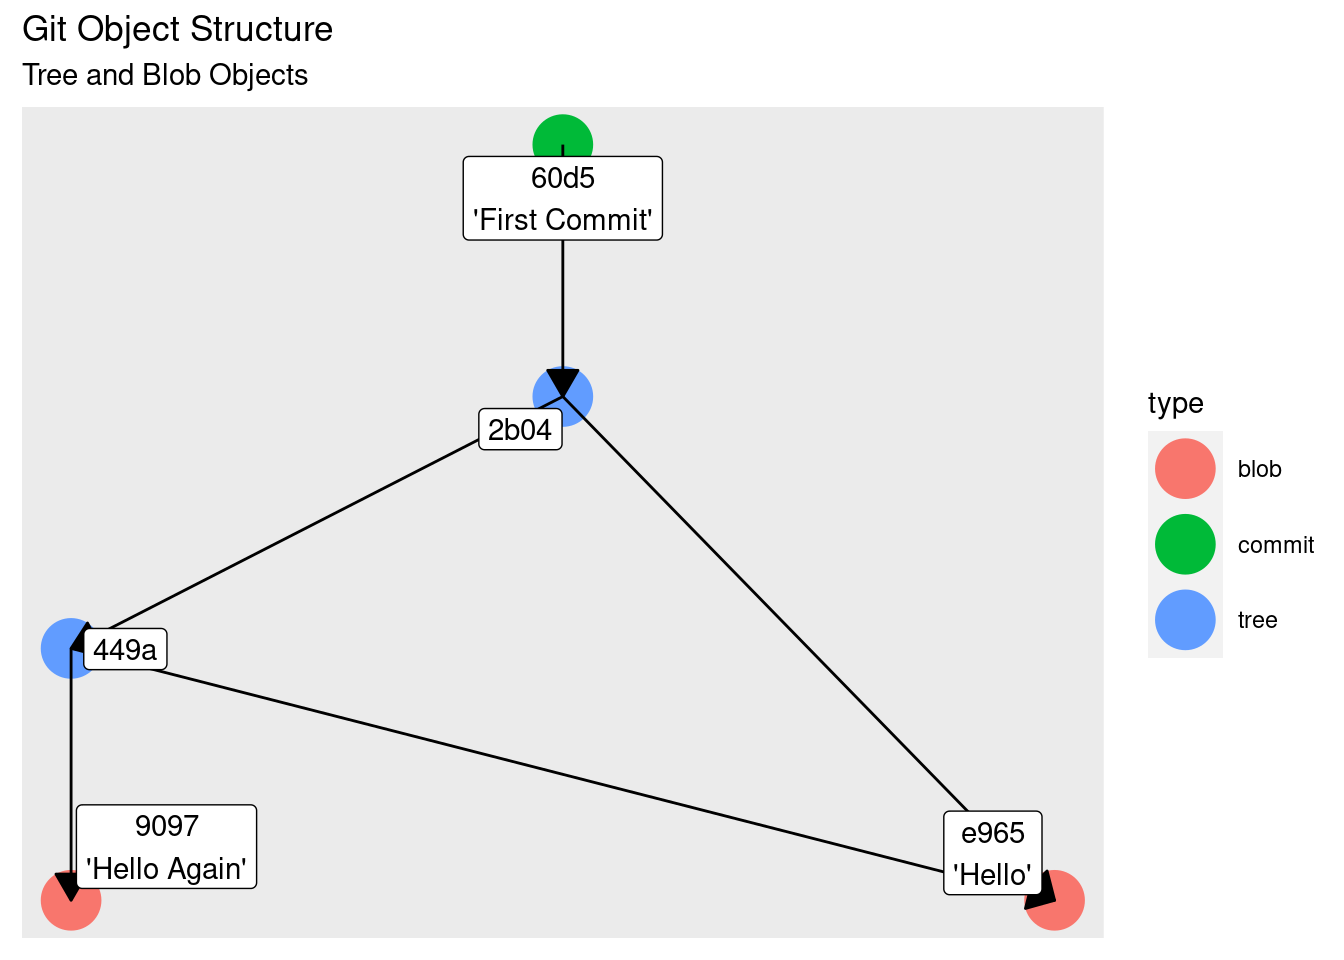 Git Object Structure
Tree and Blob Objects
60d5
'First Commit'
2b04
449a
9097
'Hello Again'
e965
'Hello'
type
blob
commit
tree